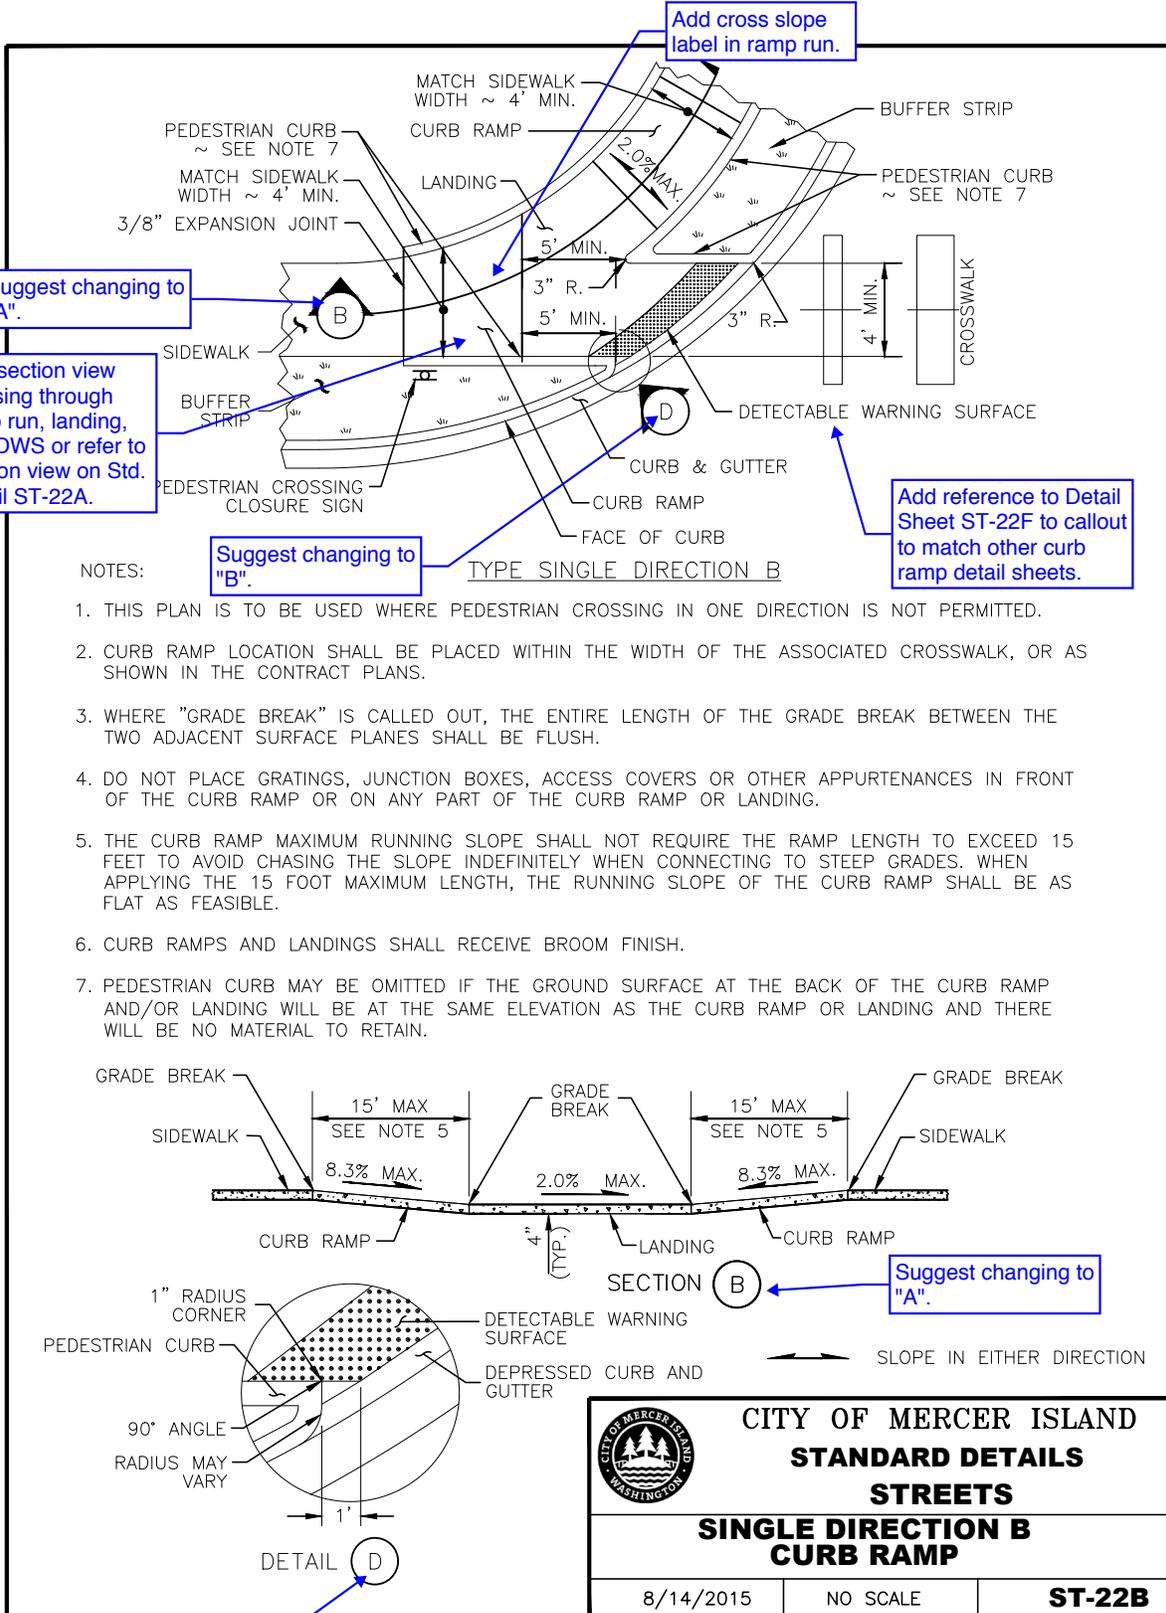 Add cross slope
label in ramp run.
MATCH SIDEWALK
WIDTH ~ 4' MIN.
BUFFER STRIP
PEDESTRIAN CURB
~ SEE NOTE 7
CURB RAMP
2.0% MAX.
MATCH SIDEWALK
WIDTH ~ 4' MIN.
LANDING
PEDESTRIAN CURB
~ SEE NOTE 7
3/8" EXPANSION JOINT
5' MIN.
uggest changing to
A".
3" R.
B
5' MIN.
3" R.
4' MIN.
CROSSWALK
SIDEWALK
section view
sing through
run, landing,
DWS or refer to
on view on Std.
il ST-22A.
BUFFER
STRIP
D
DETECTABLE WARNING SURFACE
CURB & GUTTER
PEDESTRIAN CROSSING
CLOSURE SIGN
CURB RAMP
Add reference to Detail
Sheet ST-22F to callout
to match other curb
ramp detail sheets.
FACE OF CURB
Suggest changing to
"B".
NOTES:
TYPE SINGLE DIRECTION B
1. THIS PLAN IS TO BE USED WHERE PEDESTRIAN CROSSING IN ONE DIRECTION IS NOT PERMITTED.
2. CURB RAMP LOCATION SHALL BE PLACED WITHIN THE WIDTH OF THE ASSOCIATED CROSSWALK, OR AS
SHOWN IN THE CONTRACT PLANS.
3. WHERE "GRADE BREAK" IS CALLED OUT, THE ENTIRE LENGTH OF THE GRADE BREAK BETWEEN THE
TWO ADJACENT SURFACE PLANES SHALL BE FLUSH.
4. DO NOT PLACE GRATINGS, JUNCTION BOXES, ACCESS COVERS OR OTHER APPURTENANCES IN FRONT
OF THE CURB RAMP OR ON ANY PART OF THE CURB RAMP OR LANDING.
5. THE CURB RAMP MAXIMUM RUNNING SLOPE SHALL NOT REQUIRE THE RAMP LENGTH TO EXCEED 15
FEET TO AVOID CHASING THE SLOPE INDEFINITELY WHEN CONNECTING TO STEEP GRADES. WHEN
APPLYING THE 15 FOOT MAXIMUM LENGTH, THE RUNNING SLOPE OF THE CURB RAMP SHALL BE AS
FLAT AS FEASIBLE.
6. CURB RAMPS AND LANDINGS SHALL RECEIVE BROOM FINISH.
7. PEDESTRIAN CURB MAY BE OMITTED IF THE GROUND SURFACE AT THE BACK OF THE CURB RAMP
AND/OR LANDING WILL BE AT THE SAME ELEVATION AS THE CURB RAMP OR LANDING AND THERE
WILL BE NO MATERIAL TO RETAIN.
GRADE BREAK
GRADE
BREAK
GRADE BREAK
15' MAX
SEE NOTE 5
15' MAX
SEE NOTE 5
SIDEWALK
SIDEWALK
8.3% MAX.
2.0% MAX.
8.3% MAX.
CURB RAMP
4"
(TYP.)
LANDING
CURB RAMP
SECTION B
Suggest changing to
"A".
1" RADIUS
CORNER
DETECTABLE WARNING
SURFACE
PEDESTRIAN CURB
DEPRESSED CURB AND
GUTTER
SLOPE IN EITHER DIRECTION
90° ANGLE
RADIUS MAY
VARY
1'
DETAIL D
CITY OF MERCER ISLAND
WASHINGTON
CITY OF MERCER ISLAND
STANDARD DETAILS
STREETS
SINGLE DIRECTION B
CURB RAMP
8/14/2015
NO SCALE
ST-22B